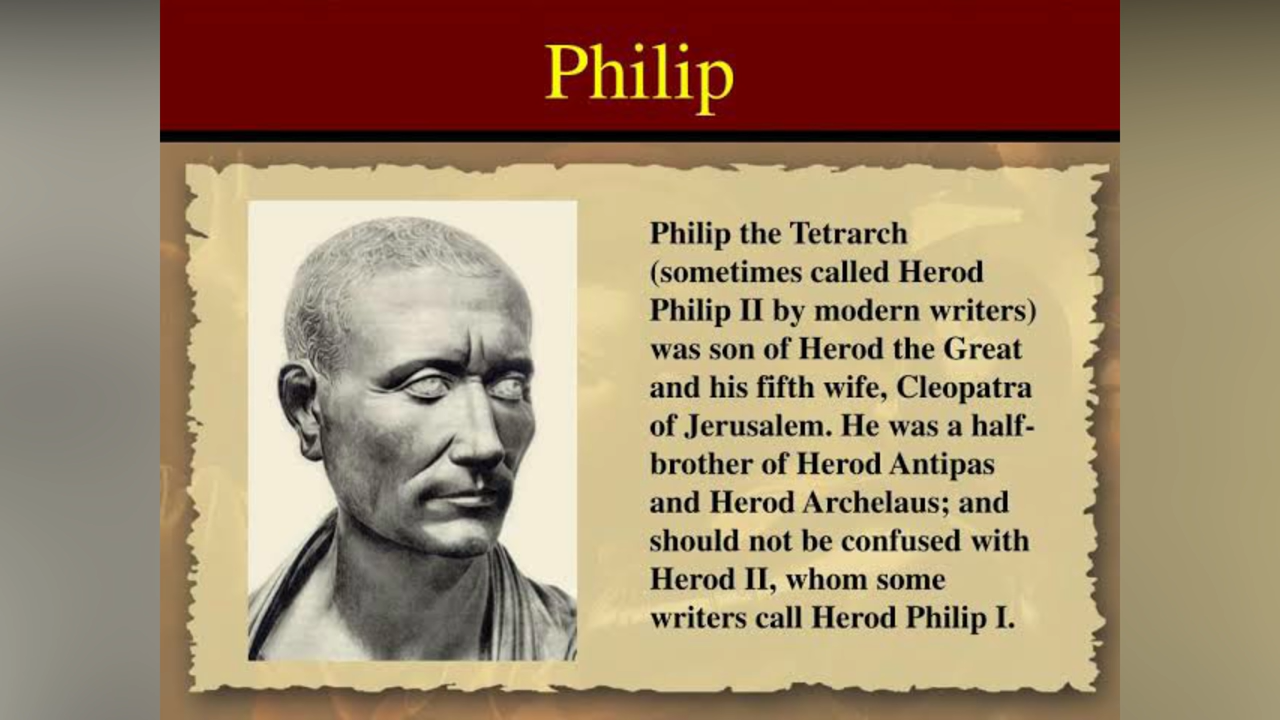 Philip
Philip the Tetrarch
(sometimes called Herod
Philip II by modern writers)
was son of Herod the Great
and his fifth wife, Cleopatra
of Jerusalem. He was a half-
brother of Herod Antipas
and Herod Archelaus; and
should not be confused with
Herod II, whom some
writers call Herod Philip I.